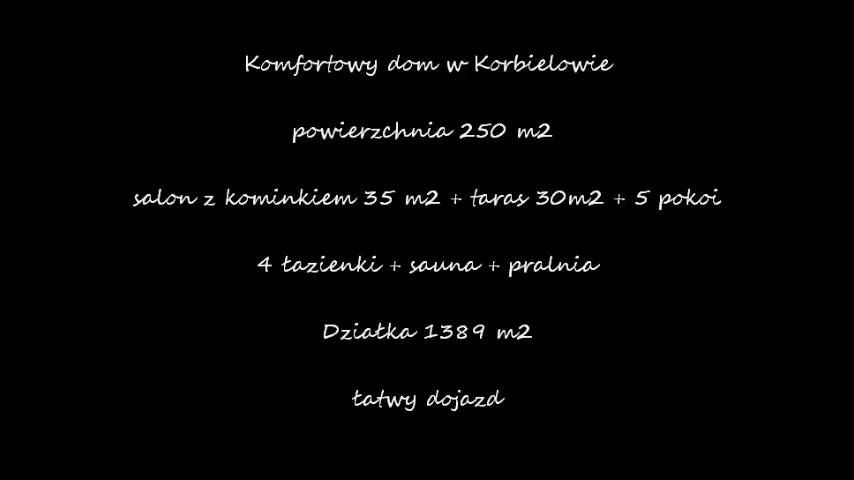 Komfortowy dom w Korbielowie
powierzchnia 250 m2
salon z kominkiem 35 m2 + taras 30m2 + 5 pokoi
4 łazienki + sauna + pralnia
Działka 1389 m2
łatwy dojazd